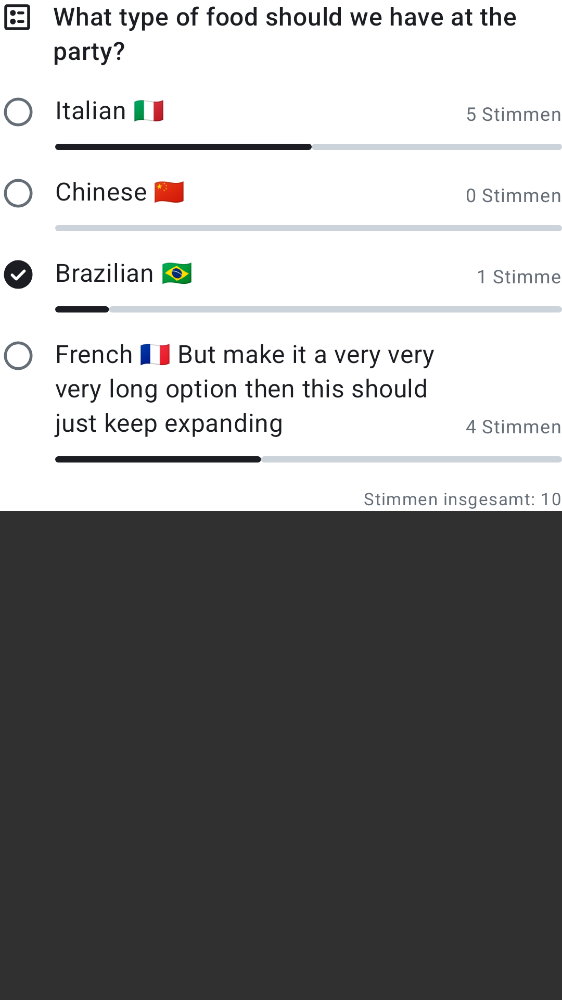 What type of food should we have at the
party?
Italian 🇮🇹
5 Stimmen
Chinese 🇨🇳
0 Stimmen
Brazilian 🇧🇷
1 Stimme
French 🇫🇷 But make it a very very
very long option then this should
just keep expanding
4 Stimmen
Stimmen insgesamt: 10